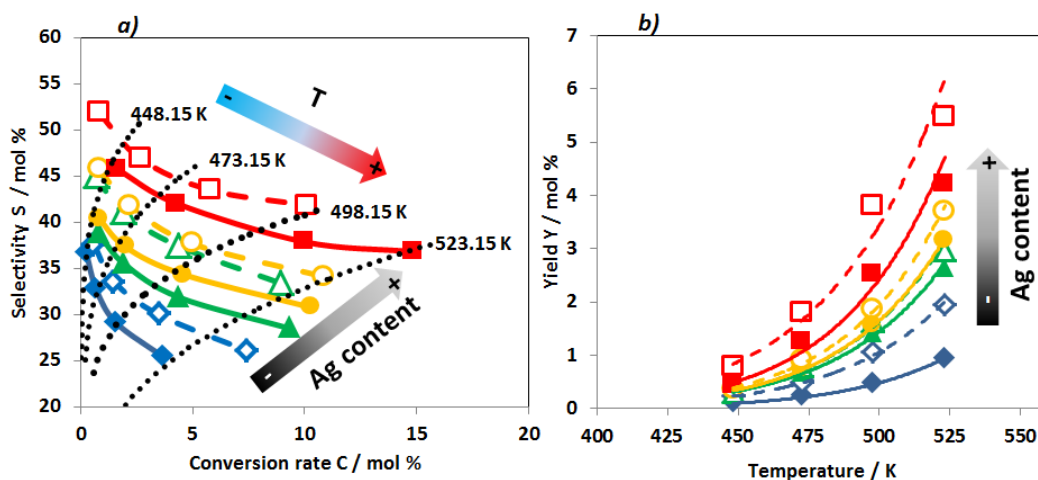 a)
60
55
50
45
40
35
30
25
20
Selectivity S / mol %
0
5
10
15
20
Conversion rate C / mol %
448.15 K
473.15 K
498.15 K
523.15 K
-
T
+
-
Ag content
+
b)
7
6
5
4
3
2
1
0
Yield Y / mol %
400
425
450
475
500
525
550
Temperature / K
+
Ag content
-